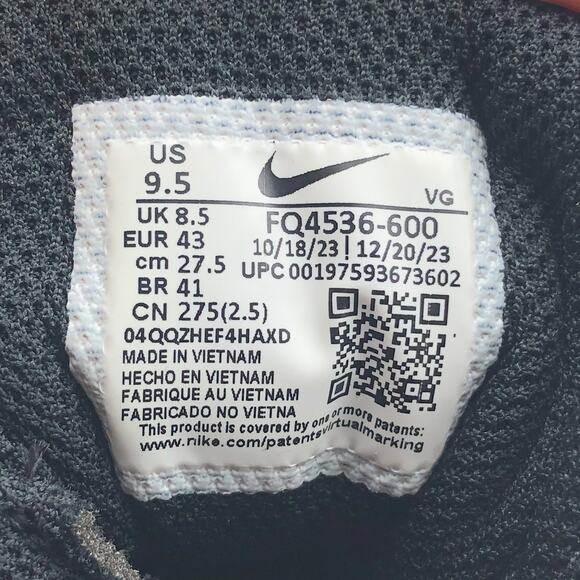 US
9.5
VG
UK 8.5
EUR 43
cm 27.5
BR 41
CN 275(2.5)
FQ4536-600
10/18/23 | 12/20/23
UPC 00197593673602
04QQZHEF4HAXD
MADE IN VIETNAM
HECHO EN VIETNAM
FABRIQUE AU VIETNAM
FABRICADO NO VIETNA
This product is covered by one or more patents:
www.nike.com/patentsvirtualmarking